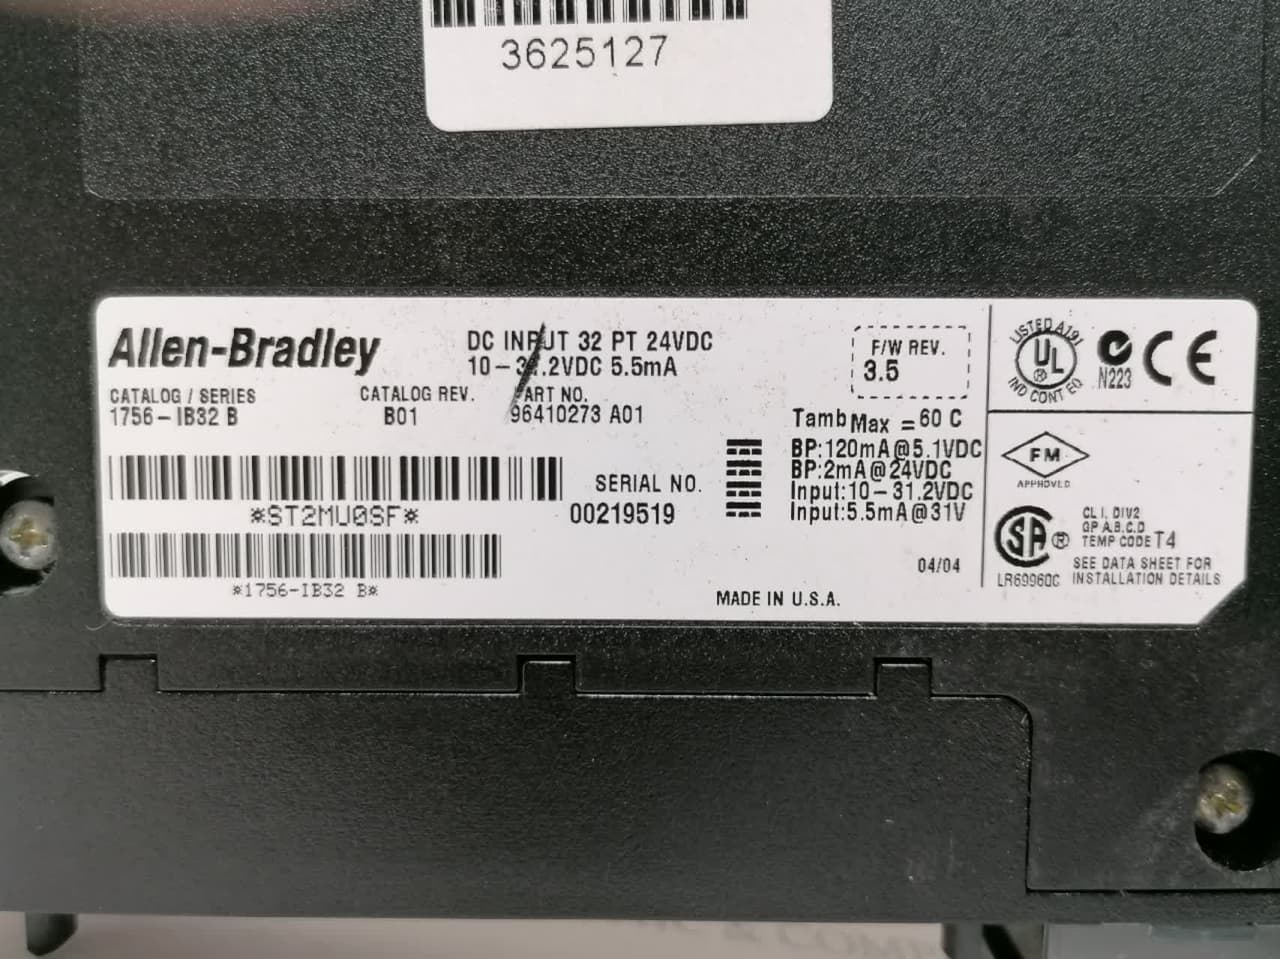 3625127
Allen-Bradley
DC INPUT 32 PT 24VDC
10-31.2VDC 5.5mA
CATALOG / SERIES
1756-IB32 B
CATALOG REV.
B01
PART NO.
96410273 A01
F/W REV.
3.5
*ST2MU0SF*
SERIAL NO.
00219519
*1756-IB32 B*
TambMax = 60 C
BP:120mA@5.1VDC
BP:2mA@24VDC
Input:10-31.2VDC
Input:5.5mA@31V
04/04
MADE IN U.S.A.
LISTED A191
UL
®
IND CONT EQ
N223
CE
FM
APPROVED
SA ®
LR69960C
CL I, DIV2
GP A,B,C,D
TEMP CODE T4
SEE DATA SHEET FOR
INSTALLATION DETAILS